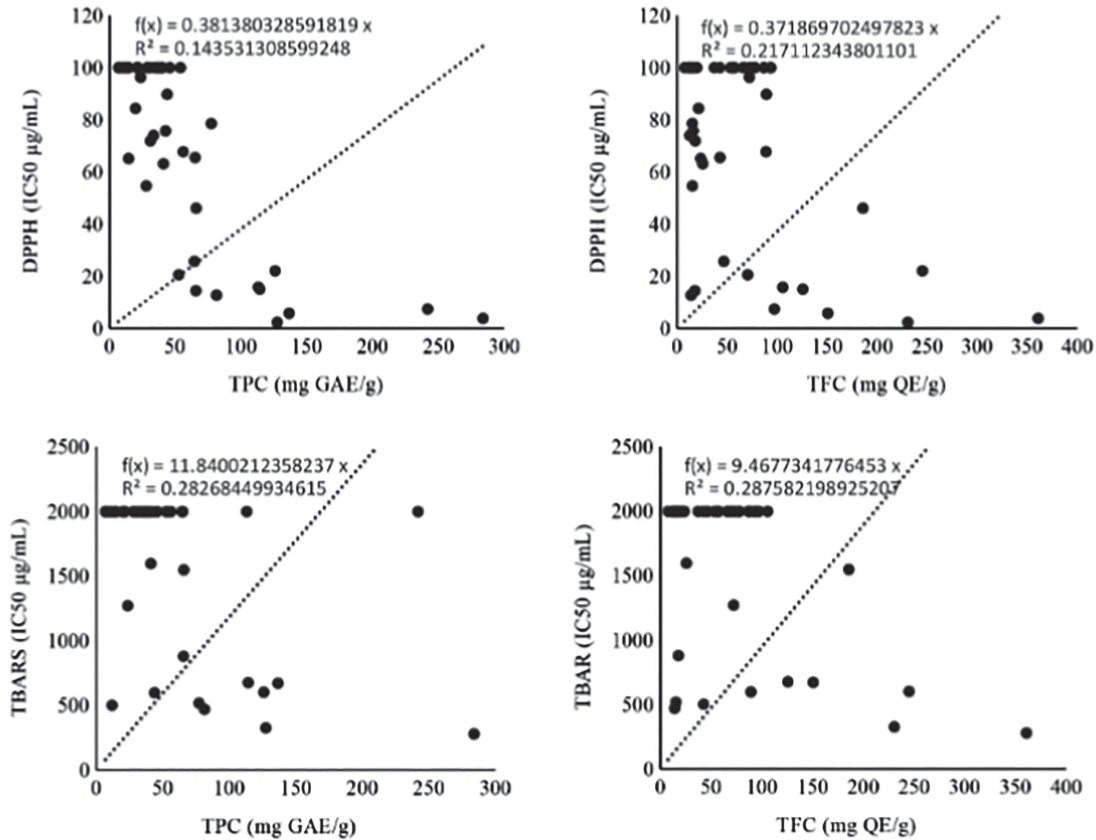 120
f(x) = 0.381380328591819 x
R² = 0.143531308599248
100
80
60
40
20
0
DPPH (IC50 µg/mL)
0 50 100 150 200 250 300
TPC (mg GAE/g)
120
f(x) = 0.371869702497823 x
R² = 0.217112343801101
100
80
60
40
20
0
DPPH (IC50 µg/mL)
0 50 100 150 200 250 300 350 400
TFC (mg QE/g)
2500
f(x) = 11.8400212358237 x
R² = 0.28268449934615
2000
1500
1000
500
0
TBARS (IC50 µg/mL)
0 50 100 150 200 250 300
TPC (mg GAE/g)
2500
f(x) = 9.4677341776453 x
R² = 0.287582198925207
2000
1500
1000
500
0
TBAR (IC50 µg/mL)
0 50 100 150 200 250 300 350 400
TFC (mg QE/g)